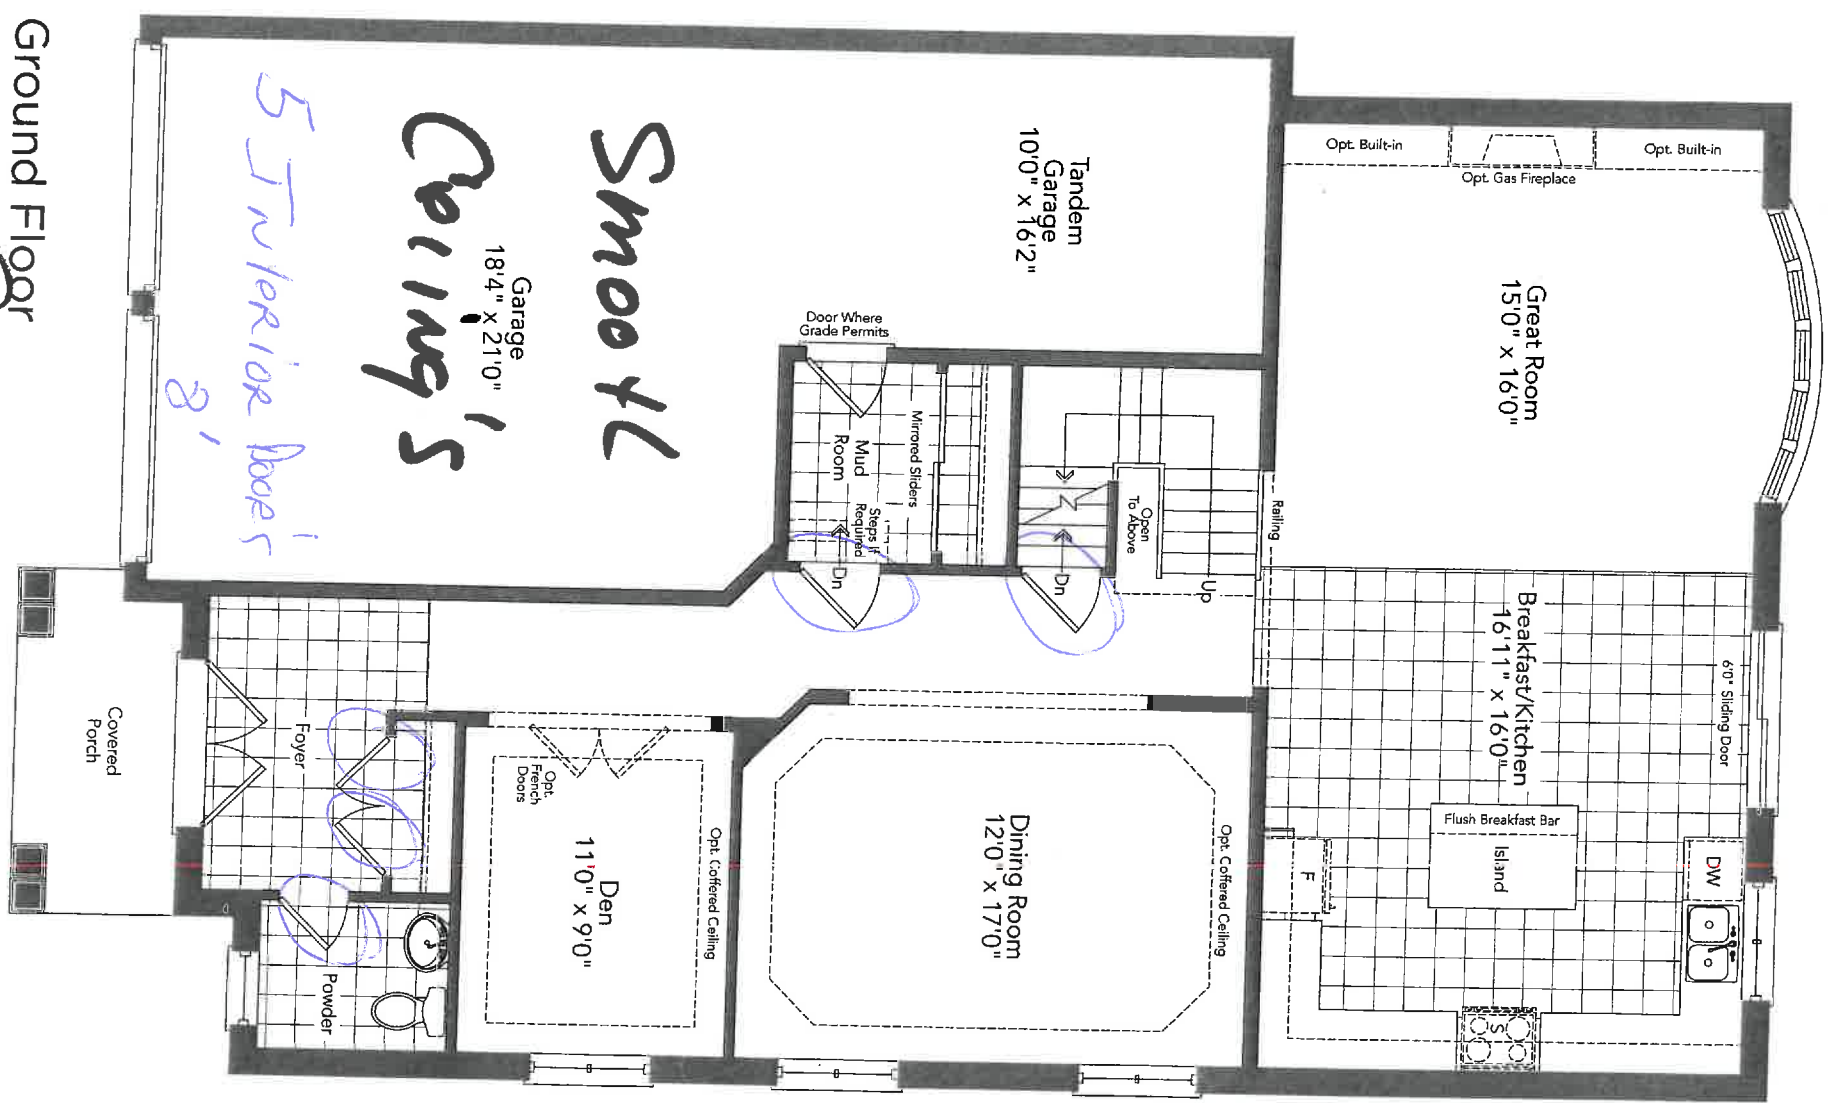 Ground Floor
Smooth
Ceiling's
5 Interior Door's
8'
Tandem
Garage
10'0" x 16'2"
Garage
18'4" x 21'0"
Door Where
Grade Permits
Mud
Room
Mirrored Sliders
Steps If
Required
Dn
Dn
Open
To Above
Up
Railing
Opt. Built-in
Opt. Gas Fireplace
Opt. Built-in
Great Room
15'0" x 16'0"
Breakfast/Kitchen
16'11" x 16'0"
6'0" Sliding Door
Flush Breakfast Bar
Island
DW
F
S
Opt. Coffered Ceiling
Dining Room
12'0" x 17'0"
Opt. Coffered Ceiling
Den
11'0" x 9'0"
Opt.
French
Doors
Foyer
Powder
Covered
Porch